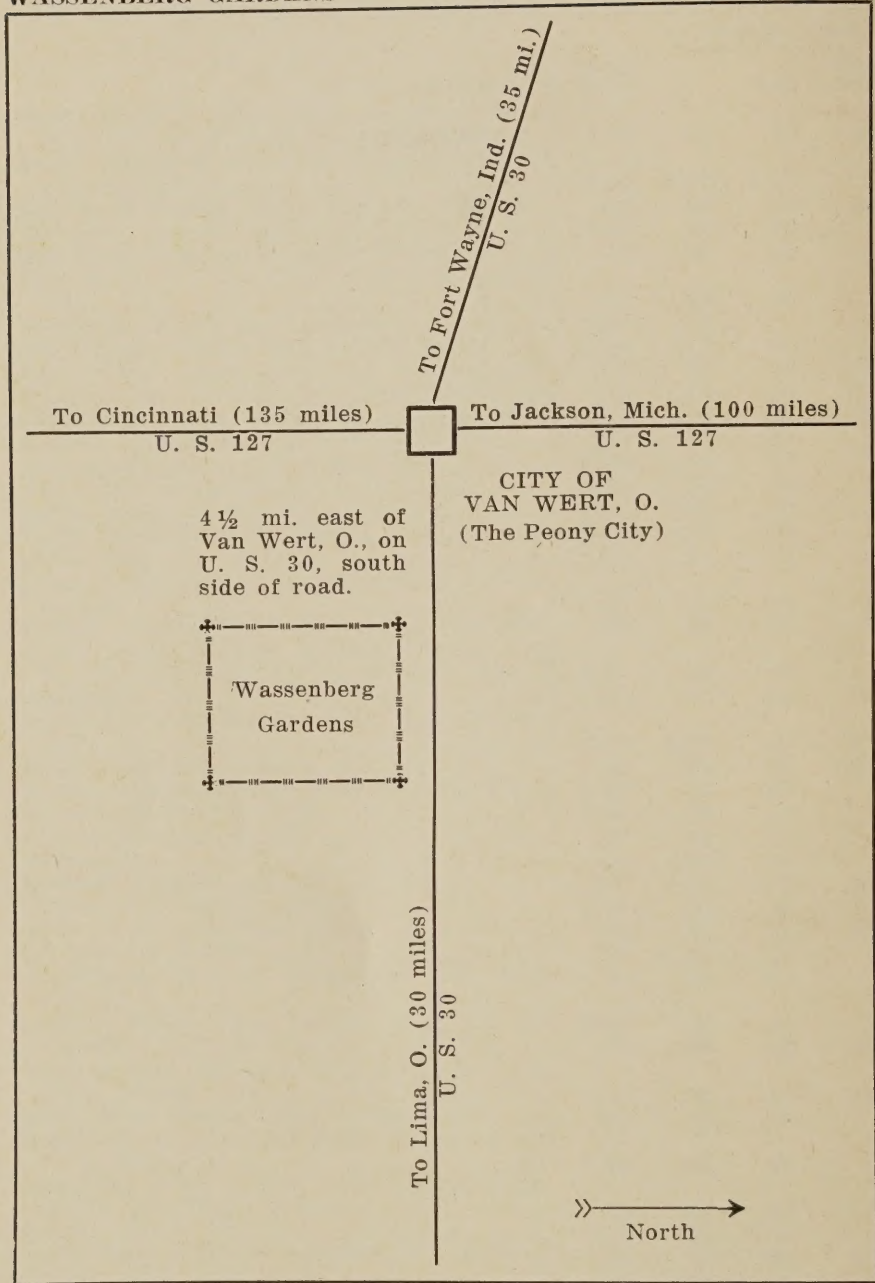 To Fort Wayne, Ind. (35 mi.)
U. S. 30
To Cincinnati (135 miles)
U. S. 127
To Jackson, Mich. (100 miles)
U. S. 127
CITY OF
VAN WERT, O.
(The Peony City)
4½ mi. east of
Van Wert, O., on
U. S. 30, south
side of road.
Wassenberg
Gardens
To Lima, O. (30 miles)
U. S. 30
North